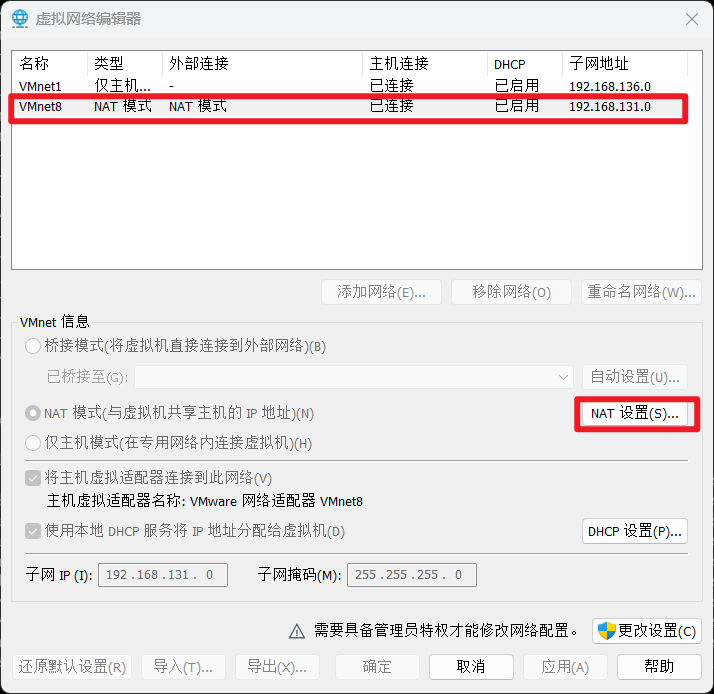 虚拟网络编辑器
名称 类型 外部连接 主机连接 DHCP 子网地址
VMnet1 仅主机... - 已连接 已启用 192.168.136.0
VMnet8 NAT 模式 NAT 模式 已连接 已启用 192.168.131.0
添加网络(E)... 移除网络(O) 重命名网络(W)...
VMnet 信息
桥接模式(将虚拟机直接连接到外部网络)(B)
已桥接至(G): 自动设置(U)...
NAT 模式(与虚拟机共享主机的 IP 地址)(N) NAT 设置(S)...
仅主机模式(在专用网络内连接虚拟机)(H)
将主机虚拟适配器连接到此网络(V)
主机虚拟适配器名称: VMware 网络适配器 VMnet8
使用本地 DHCP 服务将 IP 地址分配给虚拟机(D) DHCP 设置(P)...
子网 IP (I): 192.168.131. 0 子网掩码(M): 255.255.255. 0
需要具备管理员特权才能修改网络配置。 更改设置(C)
还原默认设置(R) 导入(T)... 导出(X)... 确定 取消 应用(A) 帮助